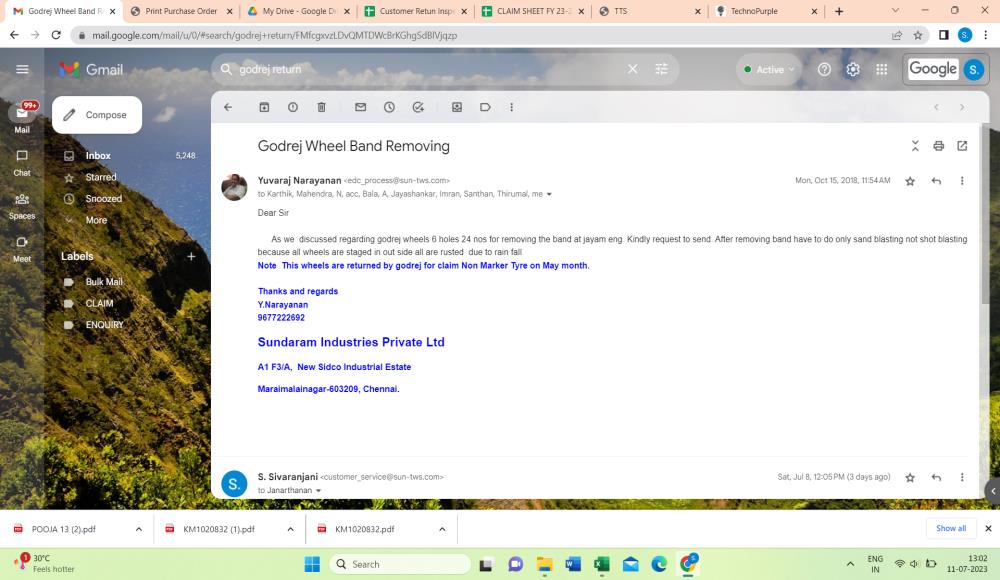 Godrej Wheel Band R
Print Purchase Order
My Drive - Google Dr
Customer Retun Inspe
CLAIM SHEET FY 23-2
TTS
TechnoPurple
mail.google.com/mail/u/0/#search/godrej+return/FMfcgxvzLDvQMTDWcBrKGhgSdBlVjqzp
S.
Gmail
godrej return
Active
Google
S.
99+
Mail
Chat
Spaces
Meet
Compose
Inbox 5,248
Starred
Snoozed
More
Labels
Bulk Mail
CLAIM
ENQUIRY
Godrej Wheel Band Removing
Yuvaraj Narayanan <edc_process@sun-tws.com> Mon, Oct 15, 2018, 11:54 AM
to Karthik, Mahendra, N, acc, Bala, A, Jayashankar, Imran, Santhan, Thirumal, me
Dear Sir
As we discussed regarding godrej wheels 6 holes 24 nos for removing the band at jayam eng. Kindly request to send. After removing band have to do only sand blasting not shot blasting
because all wheels are staged in out side all are rusted due to rain fall
Note This wheels are returned by godrej for claim Non Marker Tyre on May month.
Thanks and regards
Y.Narayanan
9677222692
Sundaram Industries Private Ltd
A1 F3/A, New Sidco Industrial Estate
Maraimalainagar-603209, Chennai.
S.
S. Sivaranjani <customer_service@sun-tws.com> Sat, Jul 8, 12:05 PM (3 days ago)
to Janarthanan
POOJA 13 (2).pdf
KM1020832 (1).pdf
KM1020832.pdf
Show all
1
30°C
Feels hotter
Search
ENG
IN
13:02
11-07-2023